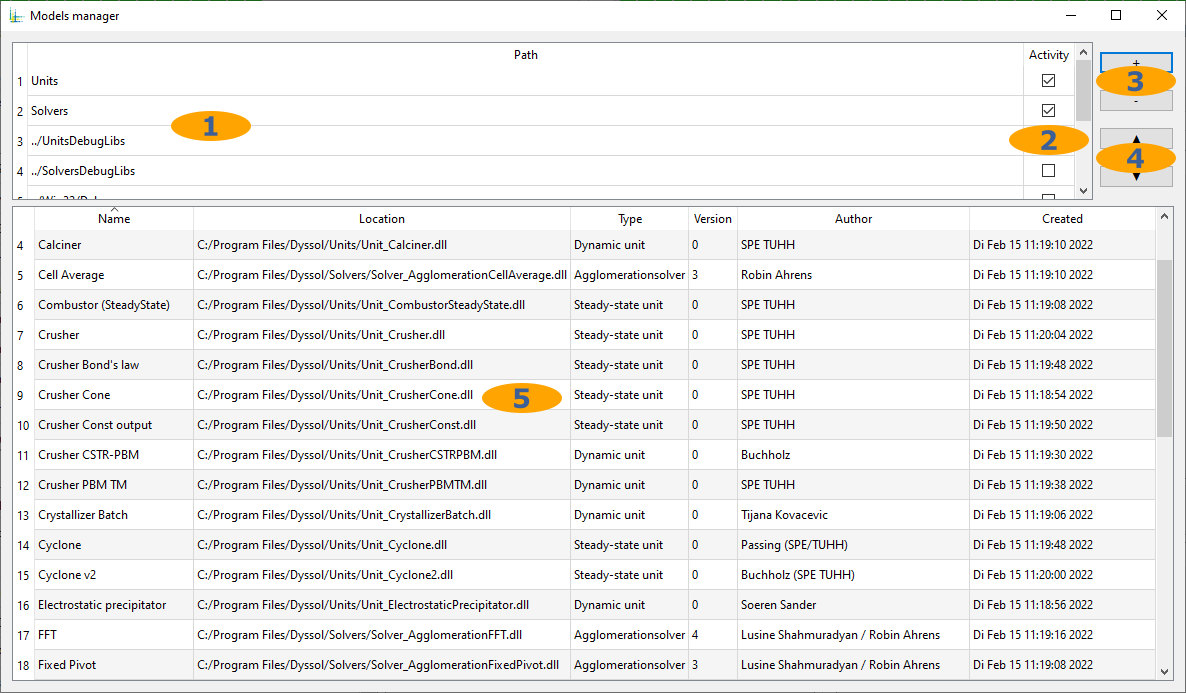 Models manager
Path Activity
1 Units
2 Solvers
3 ../UnitsDebugLibs
4 ../SolversDebugLibs
+
-
▲
▼
1
2
3
4
Name Location Type Version Author Created
4 Calciner C:/Program Files/Dyssol/Units/Unit_Calciner.dll Dynamic unit 0 SPE TUHH Di Feb 15 11:19:10 2022
5 Cell Average C:/Program Files/Dyssol/Solvers/Solver_AgglomerationCellAverage.dll Agglomerationsolver 3 Robin Ahrens Di Feb 15 11:19:10 2022
6 Combustor (SteadyState) C:/Program Files/Dyssol/Units/Unit_CombustorSteadyState.dll Steady-state unit 0 SPE TUHH Di Feb 15 11:19:08 2022
7 Crusher C:/Program Files/Dyssol/Units/Unit_Crusher.dll Steady-state unit 0 SPE TUHH Di Feb 15 11:20:04 2022
8 Crusher Bond's law C:/Program Files/Dyssol/Units/Unit_CrusherBond.dll Steady-state unit 0 SPE TUHH Di Feb 15 11:19:48 2022
9 Crusher Cone C:/Program Files/Dyssol/Units/Unit_CrusherCone.dll 5 Steady-state unit 0 SPE TUHH Di Feb 15 11:18:54 2022
10 Crusher Const output C:/Program Files/Dyssol/Units/Unit_CrusherConst.dll Steady-state unit 0 SPE TUHH Di Feb 15 11:19:50 2022
11 Crusher CSTR-PBM C:/Program Files/Dyssol/Units/Unit_CrusherCSTRPBM.dll Dynamic unit 0 Buchholz Di Feb 15 11:19:30 2022
12 Crusher PBM TM C:/Program Files/Dyssol/Units/Unit_CrusherPBMTM.dll Dynamic unit 0 SPE TUHH Di Feb 15 11:19:38 2022
13 Crystallizer Batch C:/Program Files/Dyssol/Units/Unit_CrystallizerBatch.dll Dynamic unit 0 Tijana Kovacevic Di Feb 15 11:19:06 2022
14 Cyclone C:/Program Files/Dyssol/Units/Unit_Cyclone.dll Steady-state unit 0 Passing (SPE/TUHH) Di Feb 15 11:19:48 2022
15 Cyclone v2 C:/Program Files/Dyssol/Units/Unit_Cyclone2.dll Steady-state unit 0 Buchholz (SPE TUHH) Di Feb 15 11:20:00 2022
16 Electrostatic precipitator C:/Program Files/Dyssol/Units/Unit_ElectrostaticPrecipitator.dll Dynamic unit 0 Soeren Sander Di Feb 15 11:18:56 2022
17 FFT C:/Program Files/Dyssol/Solvers/Solver_AgglomerationFFT.dll Agglomerationsolver 4 Lusine Shahmuradyan / Robin Ahrens Di Feb 15 11:19:16 2022
18 Fixed Pivot C:/Program Files/Dyssol/Solvers/Solver_AgglomerationFixedPivot.dll Agglomerationsolver 3 Lusine Shahmuradyan / Robin Ahrens Di Feb 15 11:19:08 2022